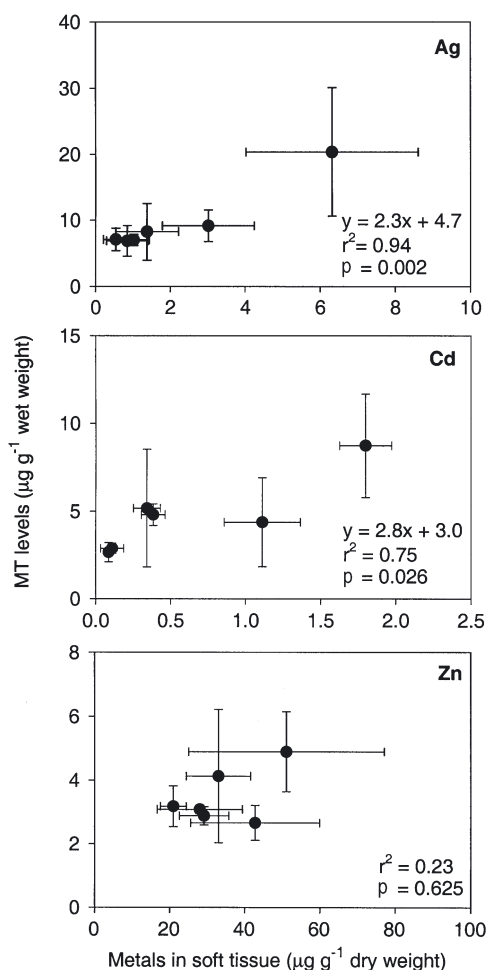 Ag
40
30
20
10
0
y = 2.3x + 4.7
r² = 0.94
p = 0.002
0 2 4 6 8 10
Cd
15
10
5
0
y = 2.8x + 3.0
r² = 0.75
p = 0.026
0.0 0.5 1.0 1.5 2.0 2.5
MT levels (µg g⁻¹ wet weight)
Zn
8
6
4
2
0
r² = 0.23
p = 0.625
0 20 40 60 80 100
Metals in soft tissue (µg g⁻¹ dry weight)